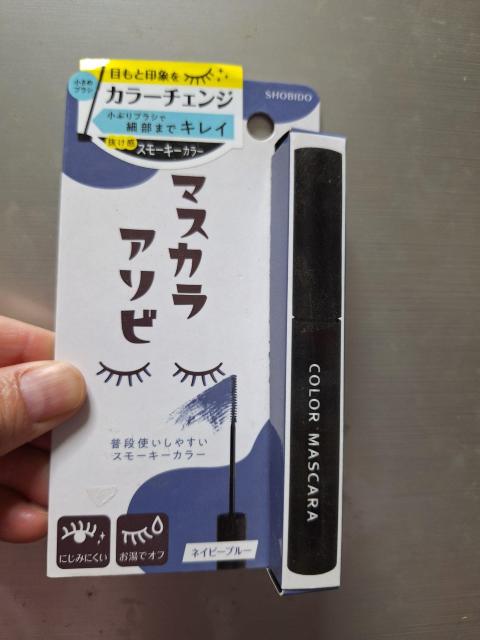 小さめ
ブラシ
目もと印象を
カラーチェンジ
小ぶりブラシで
細部までキレイ
抜け感
スモーキーカラー
SHOBIDO
マスカラ
アソビ
普段使いしやすい
スモーキーカラー
にじみにくい
お湯でオフ
ネイビーブルー
COLOR MASCARA